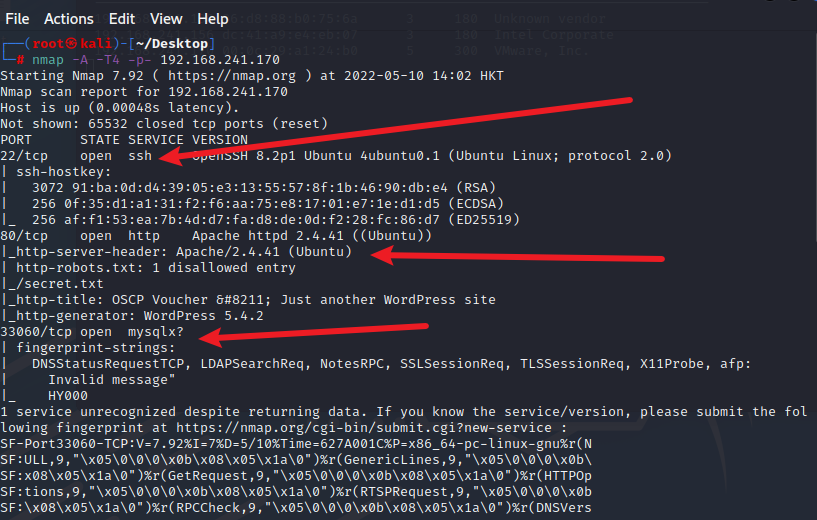 File Actions Edit View Help
(root㉿kali)-[~/Desktop]
# nmap -A -T4 -p- 192.168.241.170
Starting Nmap 7.92 ( https://nmap.org ) at 2022-05-10 14:02 HKT
Nmap scan report for 192.168.241.170
Host is up (0.00048s latency).
Not shown: 65532 closed tcp ports (reset)
PORT STATE SERVICE VERSION
22/tcp open ssh OpenSSH 8.2p1 Ubuntu 4ubuntu0.1 (Ubuntu Linux; protocol 2.0)
| ssh-hostkey:
| 3072 91:ba:0d:d4:39:05:e3:13:55:57:8f:1b:46:90:db:e4 (RSA)
| 256 0f:35:d1:a1:31:f2:f6:aa:75:e8:17:01:e7:1e:d1:d5 (ECDSA)
|_ 256 af:f1:53:ea:7b:4d:d7:fa:d8:de:0d:f2:28:fc:86:d7 (ED25519)
80/tcp open http Apache httpd 2.4.41 ((Ubuntu))
|_http-server-header: Apache/2.4.41 (Ubuntu)
| http-robots.txt: 1 disallowed entry
|_/secret.txt
|_http-title: OSCP Voucher &#8211; Just another WordPress site
|_http-generator: WordPress 5.4.2
33060/tcp open mysqlx?
| fingerprint-strings:
| DNSStatusRequestTCP, LDAPSearchReq, NotesRPC, SSLSessionReq, TLSSessionReq, X11Probe, afp:
| Invalid message"
|_ HY000
1 service unrecognized despite returning data. If you know the service/version, please submit the fol
lowing fingerprint at https://nmap.org/cgi-bin/submit.cgi?new-service :
SF-Port33060-TCP:V=7.92%I=7%D=5/10%Time=627A001C%P=x86_64-pc-linux-gnu%r(N
SF:ULL,9,"\x05\0\0\0\x0b\x08\x05\x1a\0")%r(GenericLines,9,"\x05\0\0\0\x0b\
SF:x08\x05\x1a\0")%r(GetRequest,9,"\x05\0\0\0\x0b\x08\x05\x1a\0")%r(HTTPOp
SF:tions,9,"\x05\0\0\0\x0b\x08\x05\x1a\0")%r(RTSPRequest,9,"\x05\0\0\0\x0b
SF:\x08\x05\x1a\0")%r(RPCCheck,9,"\x05\0\0\0\x0b\x08\x05\x1a\0")%r(DNSVers